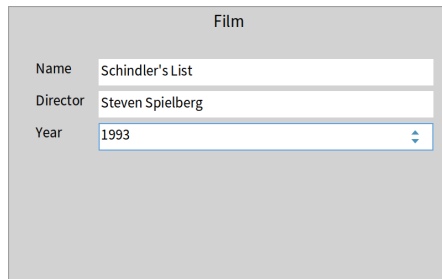 Film
Name Schindler's List
Director Steven Spielberg
Year 1993